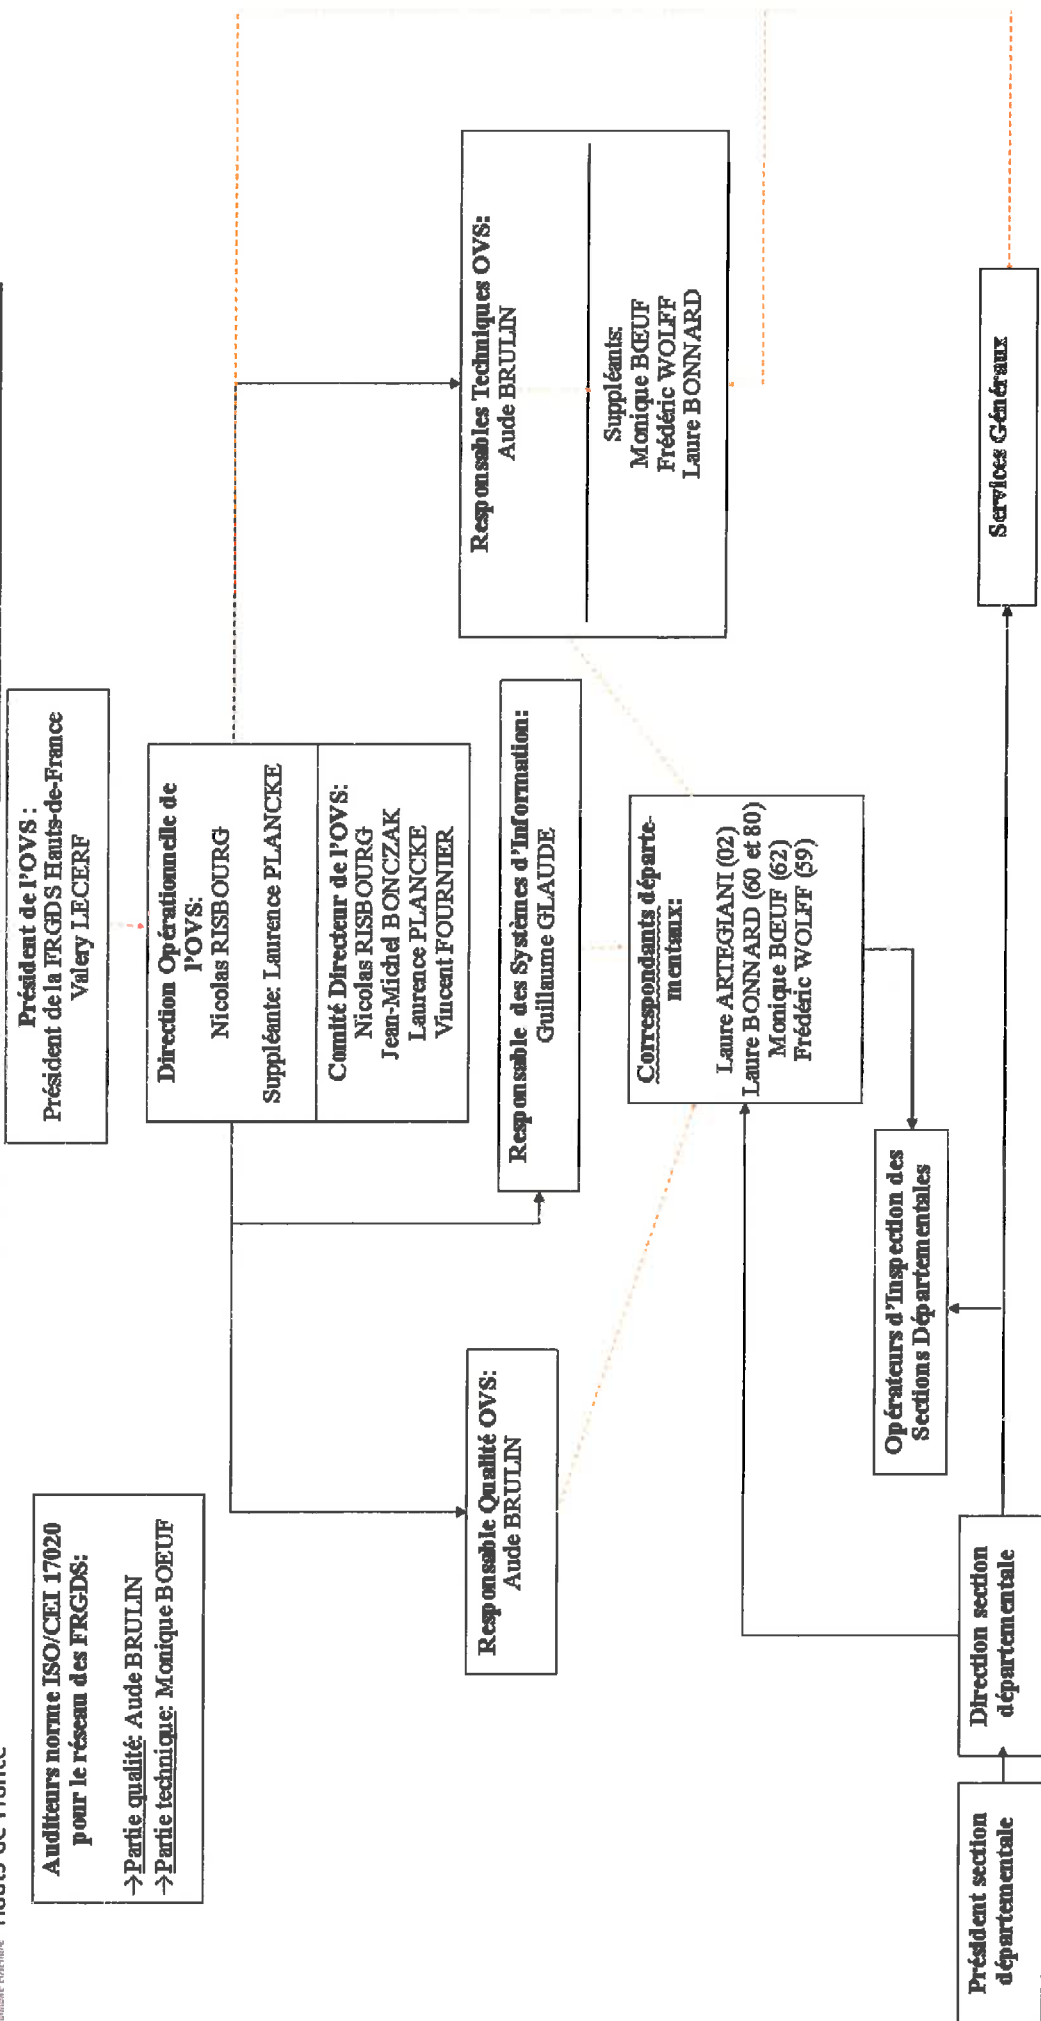 Hauts de France
Auditeurs norme ISO/CEI 17020
pour le réseau des FRGDS:
→Partie qualité: Aude BRULIN
→Partie technique: Monique BOEUF
Président de l'OVS :
Président de la FRGDS Hauts-de-France
Valery LECERF
Direction Opérationnelle de
l'OVS:
Nicolas RISBOURG
Suppléante: Laurence PLANCKE
Comité Directeur de l'OVS:
Nicolas RISBOURG
Jean-Michel BONCZAK
Laurence PLANCKE
Vincent FOURNIER
Responsable Qualité OVS:
Aude BRULIN
Responsable des Systèmes d'Information:
Guillaume GLAUDE
Responsables Techniques OVS:
Aude BRULIN
Suppléants:
Monique BŒUF
Frédéric WOLFF
Laure BONNARD
Correspondants départe-
mentaux:
Laure ARTEGIANI (02)
Laure BONNARD (60 et 80)
Monique BŒUF (62)
Frédéric WOLFF (59)
Opérateurs d'Inspection des
Sections Départementales
Président section
départementale
Direction section
départementale
Services Généraux